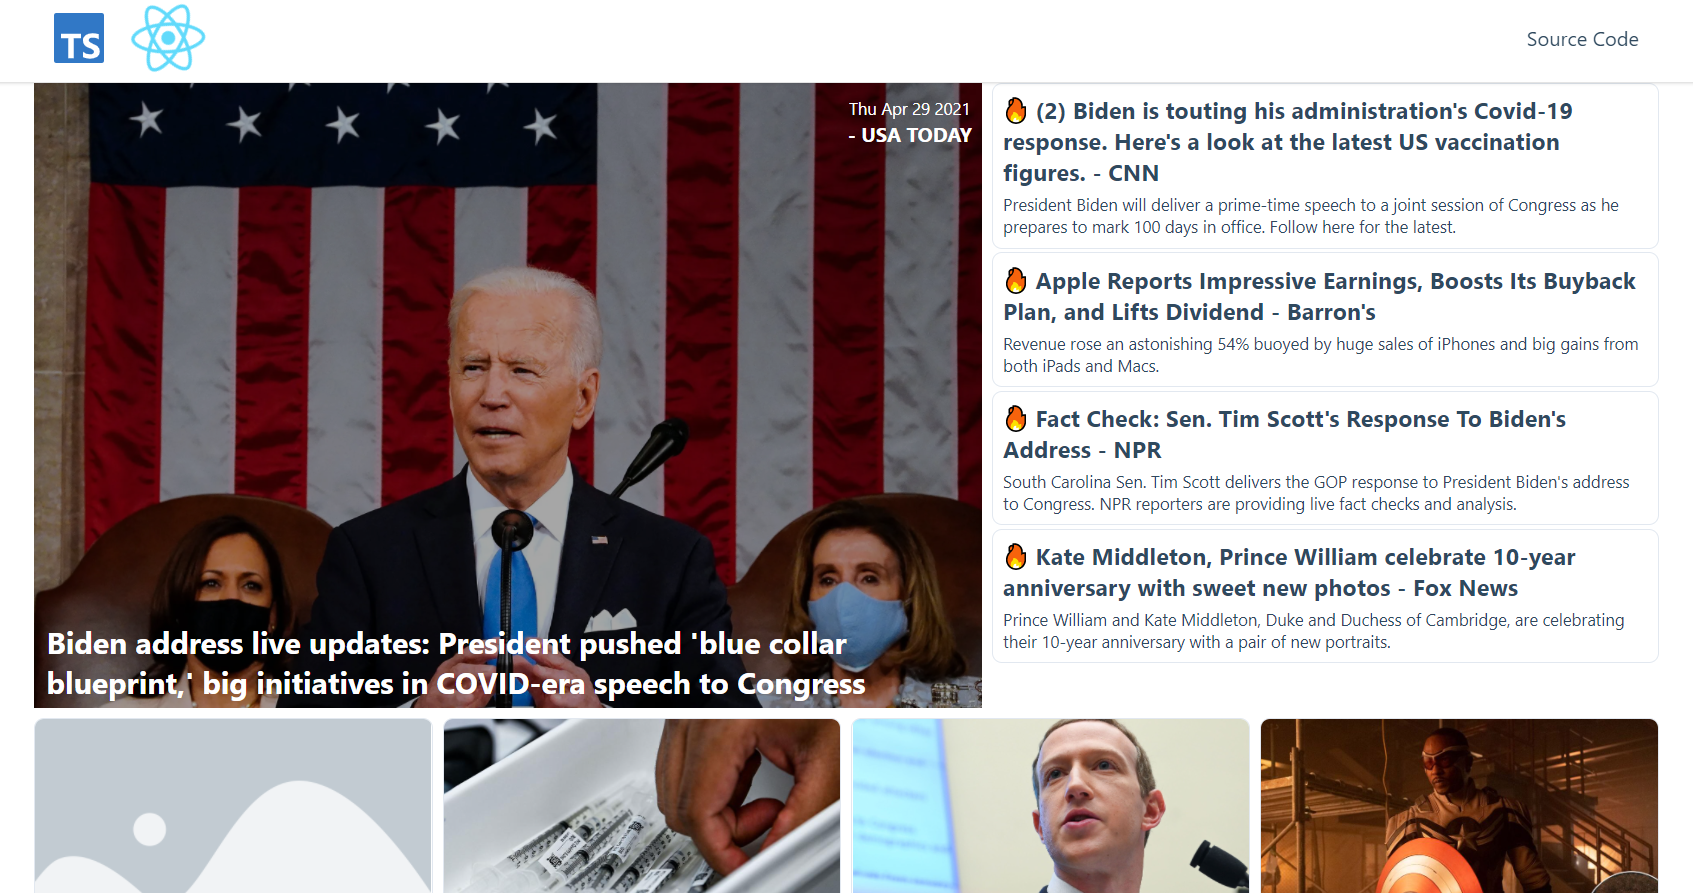 TS
Source Code
Thu Apr 29 2021
- USA TODAY
Biden address live updates: President pushed 'blue collar
blueprint,' big initiatives in COVID-era speech to Congress
🔥 (2) Biden is touting his administration's Covid-19
response. Here's a look at the latest US vaccination
figures. - CNN
President Biden will deliver a prime-time speech to a joint session of Congress as he
prepares to mark 100 days in office. Follow here for the latest.
🔥 Apple Reports Impressive Earnings, Boosts Its Buyback
Plan, and Lifts Dividend - Barron's
Revenue rose an astonishing 54% buoyed by huge sales of iPhones and big gains from
both iPads and Macs.
🔥 Fact Check: Sen. Tim Scott's Response To Biden's
Address - NPR
South Carolina Sen. Tim Scott delivers the GOP response to President Biden's address
to Congress. NPR reporters are providing live fact checks and analysis.
🔥 Kate Middleton, Prince William celebrate 10-year
anniversary with sweet new photos - Fox News
Prince William and Kate Middleton, Duke and Duchess of Cambridge, are celebrating
their 10-year anniversary with a pair of new portraits.